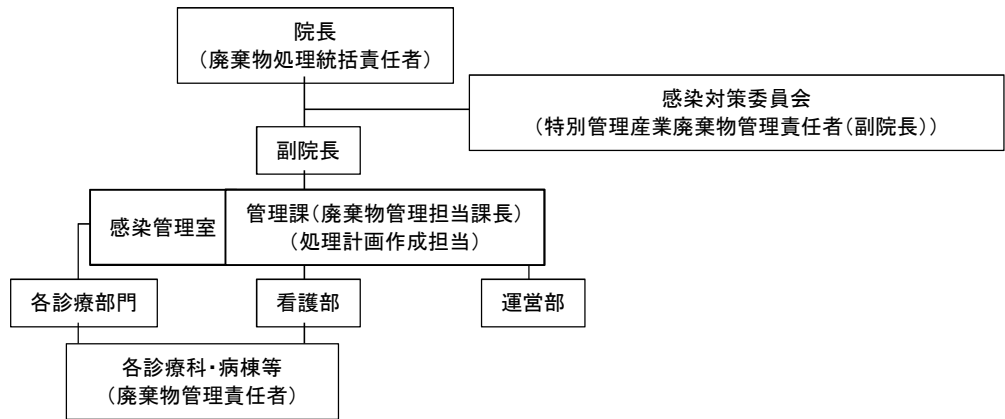 院長
（廃棄物処理統括責任者）
感染対策委員会
（特別管理産業廃棄物管理責任者(副院長)）
副院長
感染管理室
管理課(廃棄物管理担当課長)
（処理計画作成担当）
各診療部門
看護部
運営部
各診療科・病棟等
（廃棄物管理責任者）